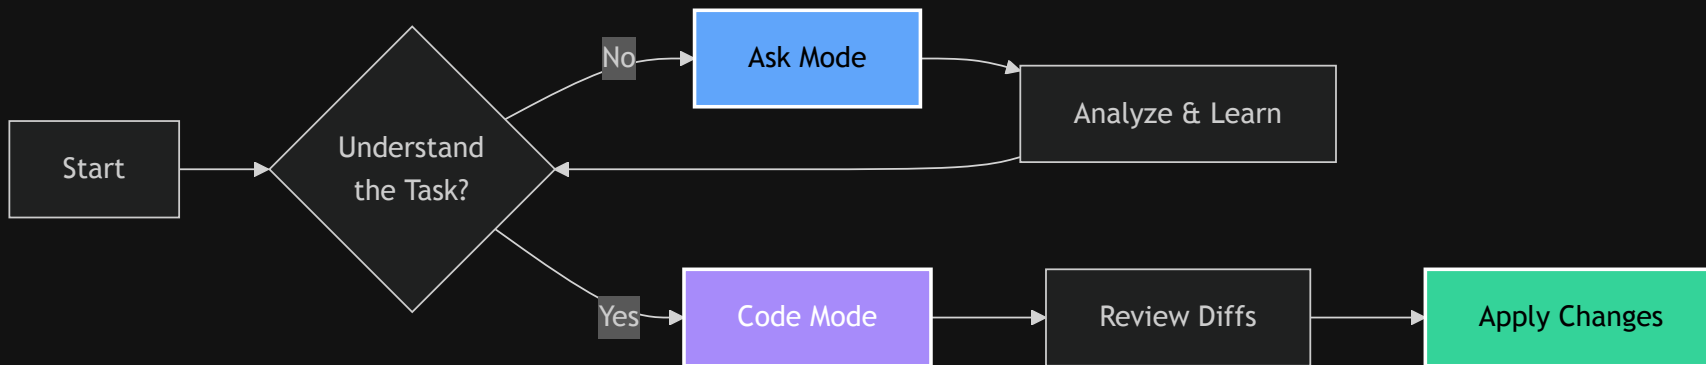 Start
Understand
the Task?
No
Ask Mode
Analyze & Learn
Yes
Code Mode
Review Diffs
Apply Changes